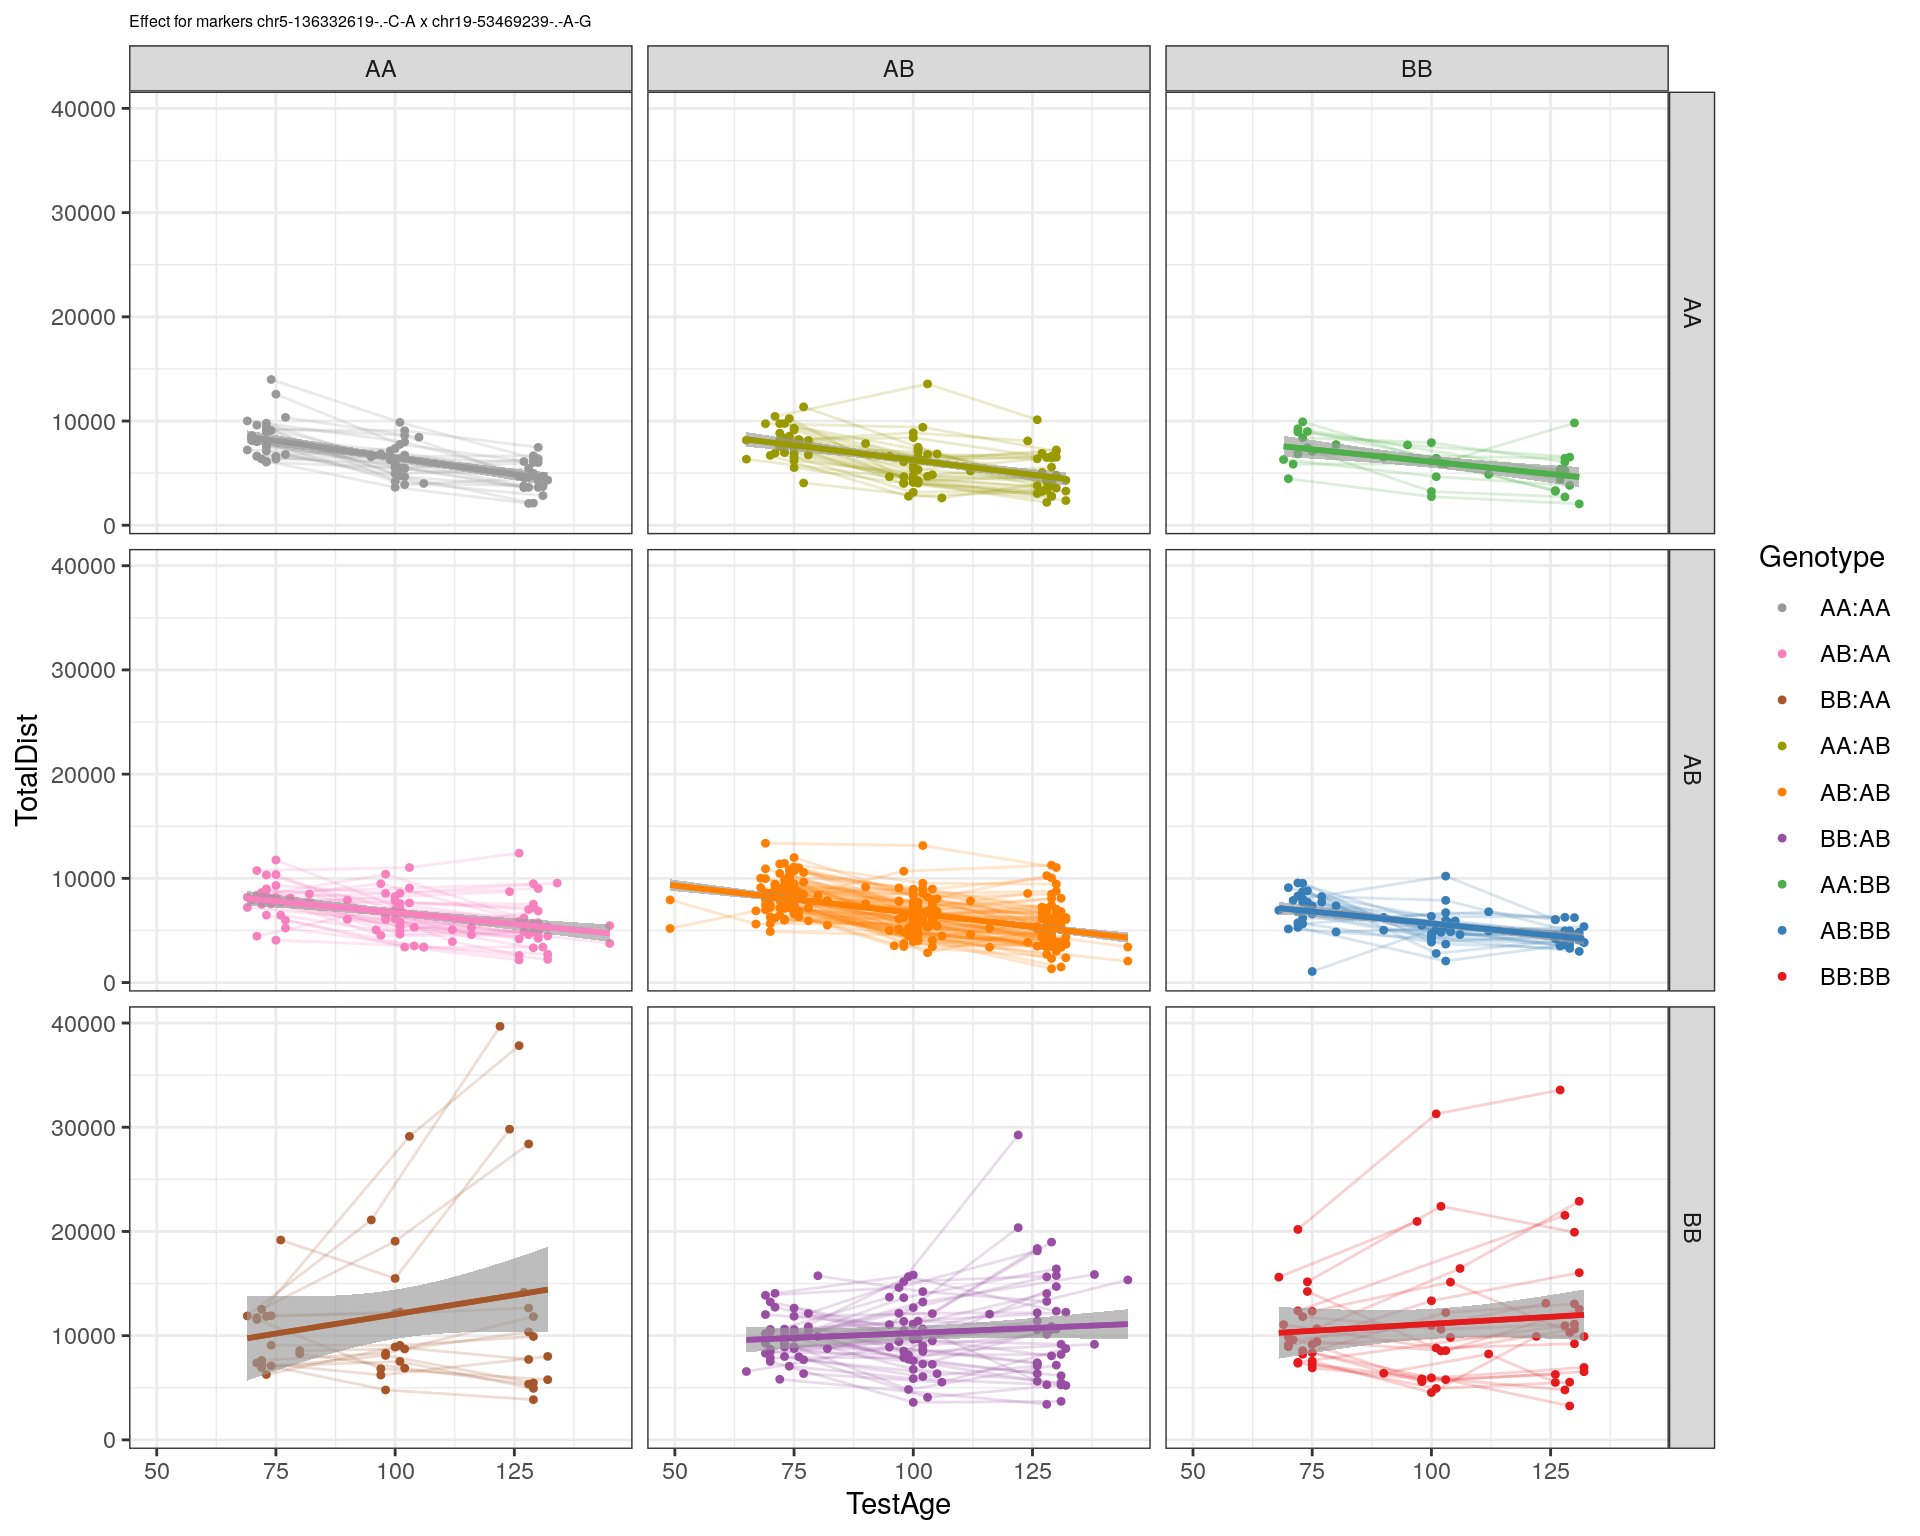 Effect for markers chr5-136332619-.-C-A x chr19-53469239-.-A-G
AA
AB
BB
40000
30000
20000
10000
0
AA
40000
30000
20000
10000
0
AB
40000
30000
20000
10000
0
BB
50
75
100
125
50
75
100
125
50
75
100
125
TestAge
TotalDist
Genotype
AA:AA
AB:AA
BB:AA
AA:AB
AB:AB
BB:AB
AA:BB
AB:BB
BB:BB